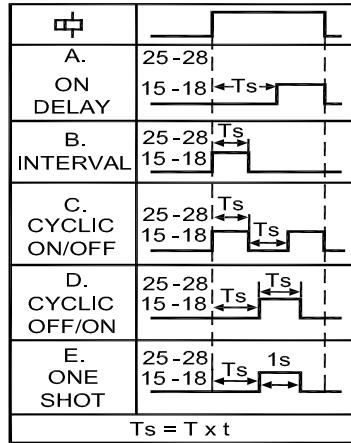 A.
ON
DELAY
25-28
15-18
Ts
B.
INTERVAL
25-28
15-18
Ts
C.
CYCLIC
ON/OFF
25-28
15-18
Ts
Ts
D.
CYCLIC
OFF/ON
25-28
15-18
Ts
Ts
E.
ONE
SHOT
25-28
15-18
Ts
1s
Ts = T x t